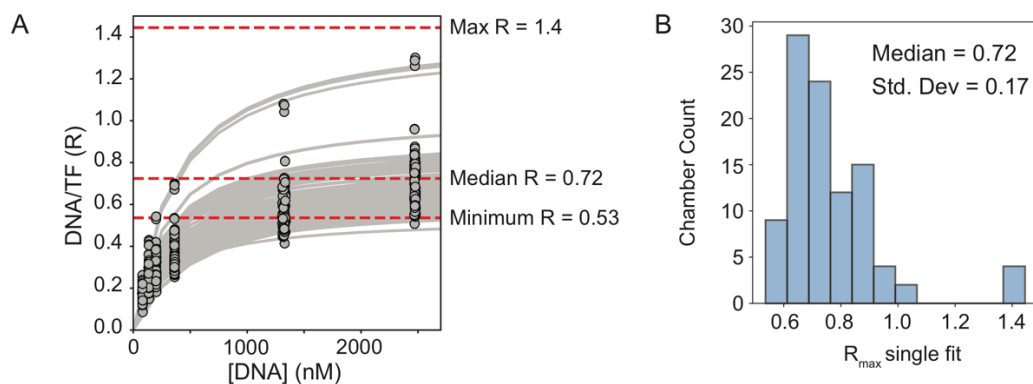 A
DNA/TF (R)
1.4
1.2
1.0
0.8
0.6
0.4
0.2
0.0
0
1000
2000
[DNA] (nM)
Max R = 1.4
Median R = 0.72
Minimum R = 0.53
B
Chamber Count
30
25
20
15
10
5
0
Median = 0.72
Std. Dev = 0.17
0.6
0.8
1.0
1.2
1.4
Rmax single fit